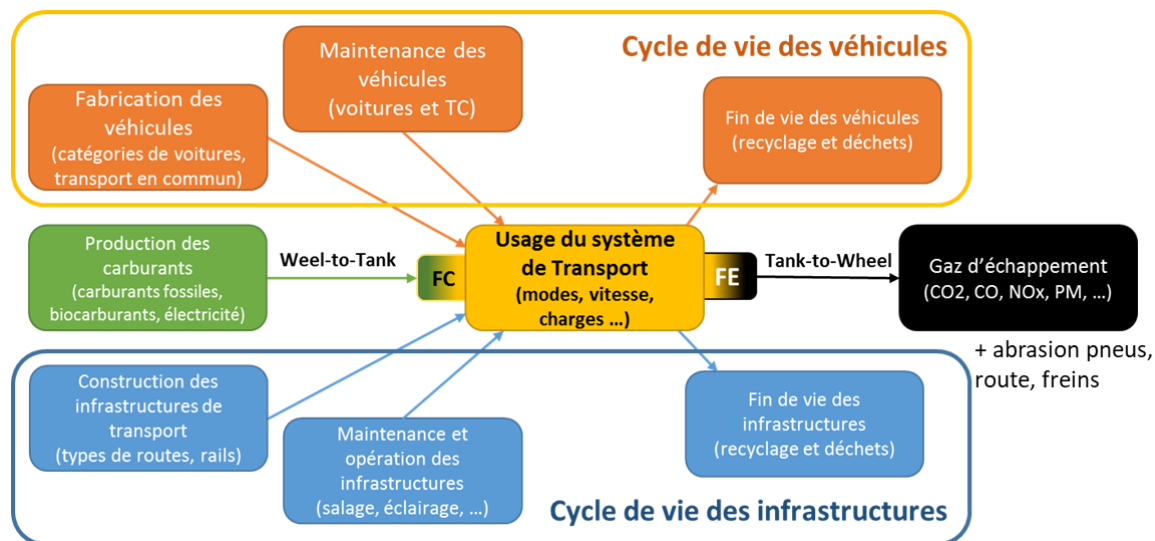 Cycle de vie des véhicules
Maintenance des
véhicules
(voitures et TC)
Fabrication des
véhicules
(catégories de voitures,
transport en commun)
Fin de vie des véhicules
(recyclage et déchets)
Production des
carburants
(carburants fossiles,
biocarburants, électricité)
Weel-to-Tank
FC
Usage du système
de Transport
(modes, vitesse,
charges ...)
FE
Tank-to-Wheel
Gaz d'échappement
(CO2, CO, NOx, PM, ...)
+ abrasion pneus,
route, freins
Construction des
infrastructures de
transport
(types de routes, rails)
Maintenance et
opération des
infrastructures
(salage, éclairage, ...)
Fin de vie des
infrastructures
(recyclage et déchets)
Cycle de vie des infrastructures